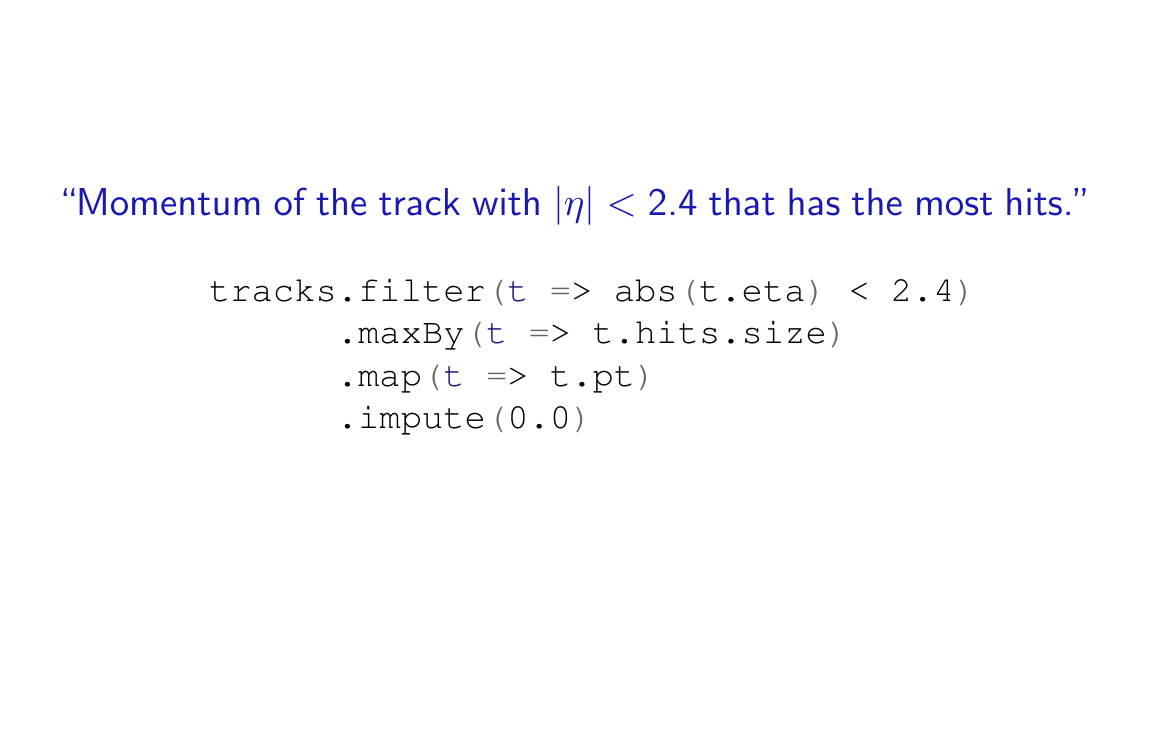 “Momentum of the track with |η| < 2.4 that has the most hits.”
tracks.filter(t => abs(t.eta) < 2.4)
.maxBy(t => t.hits.size)
.map(t => t.pt)
.impute(0.0)